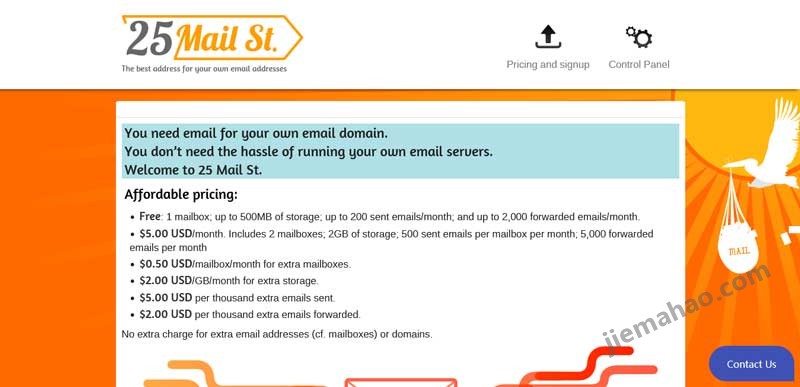 25 Mail St.
The best address for your own email addresses
Pricing and signup
Control Panel
You need email for your own email domain.
You don't need the hassle of running your own email servers.
Welcome to 25 Mail St.
Affordable pricing:
• Free: 1 mailbox; up to 500MB of storage; up to 200 sent emails/month; and up to 2,000 forwarded emails/month.
• $5.00 USD/month. Includes 2 mailboxes; 2GB of storage; 500 sent emails per mailbox per month; 5,000 forwarded
emails per month
• $0.50 USD/mailbox/month for extra mailboxes.
• $2.00 USD/GB/month for extra storage.
• $5.00 USD per thousand extra emails sent.
• $2.00 USD per thousand extra emails forwarded.
No extra charge for extra email addresses (cf. mailboxes) or domains.
MAIL
jiemahao.com
Contact Us